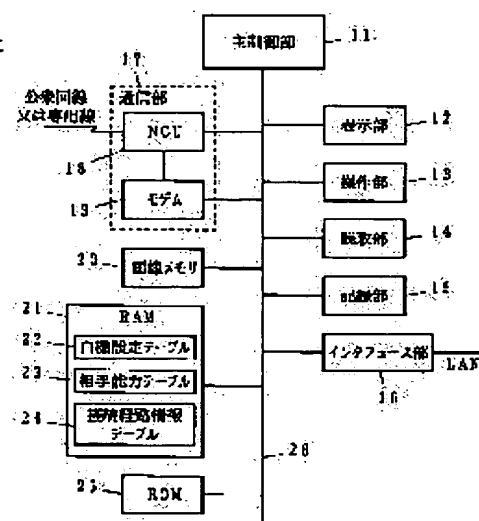 主制御部
11
17
公衆回線
又は専用線
通信部
NCU
18
表示部
12
操作部
13
19
モデム
読取部
14
20
画像メモリ
記録部
15
21
RAM
22
自機設定テーブル
インタフェース部
LAN
16
23
相手能力テーブル
24
接続経路情報
テーブル
26
25
ROM